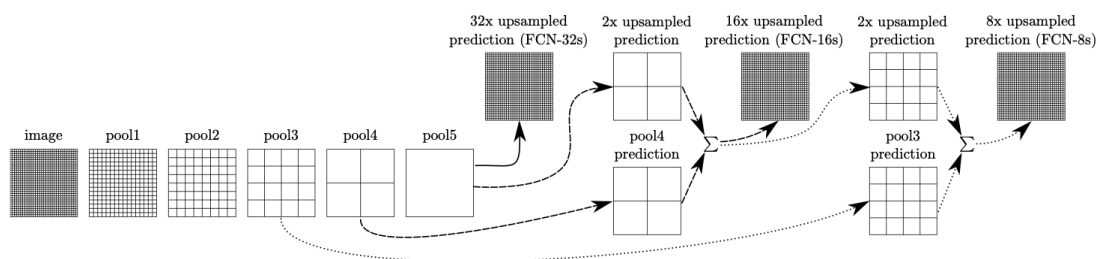 32x upsampled
prediction (FCN-32s)
2x upsampled
prediction
16x upsampled
prediction (FCN-16s)
2x upsampled
prediction
8x upsampled
prediction (FCN-8s)
image
pool1
pool2
pool3
pool4
pool5
pool4
prediction
∑
pool3
prediction
∑